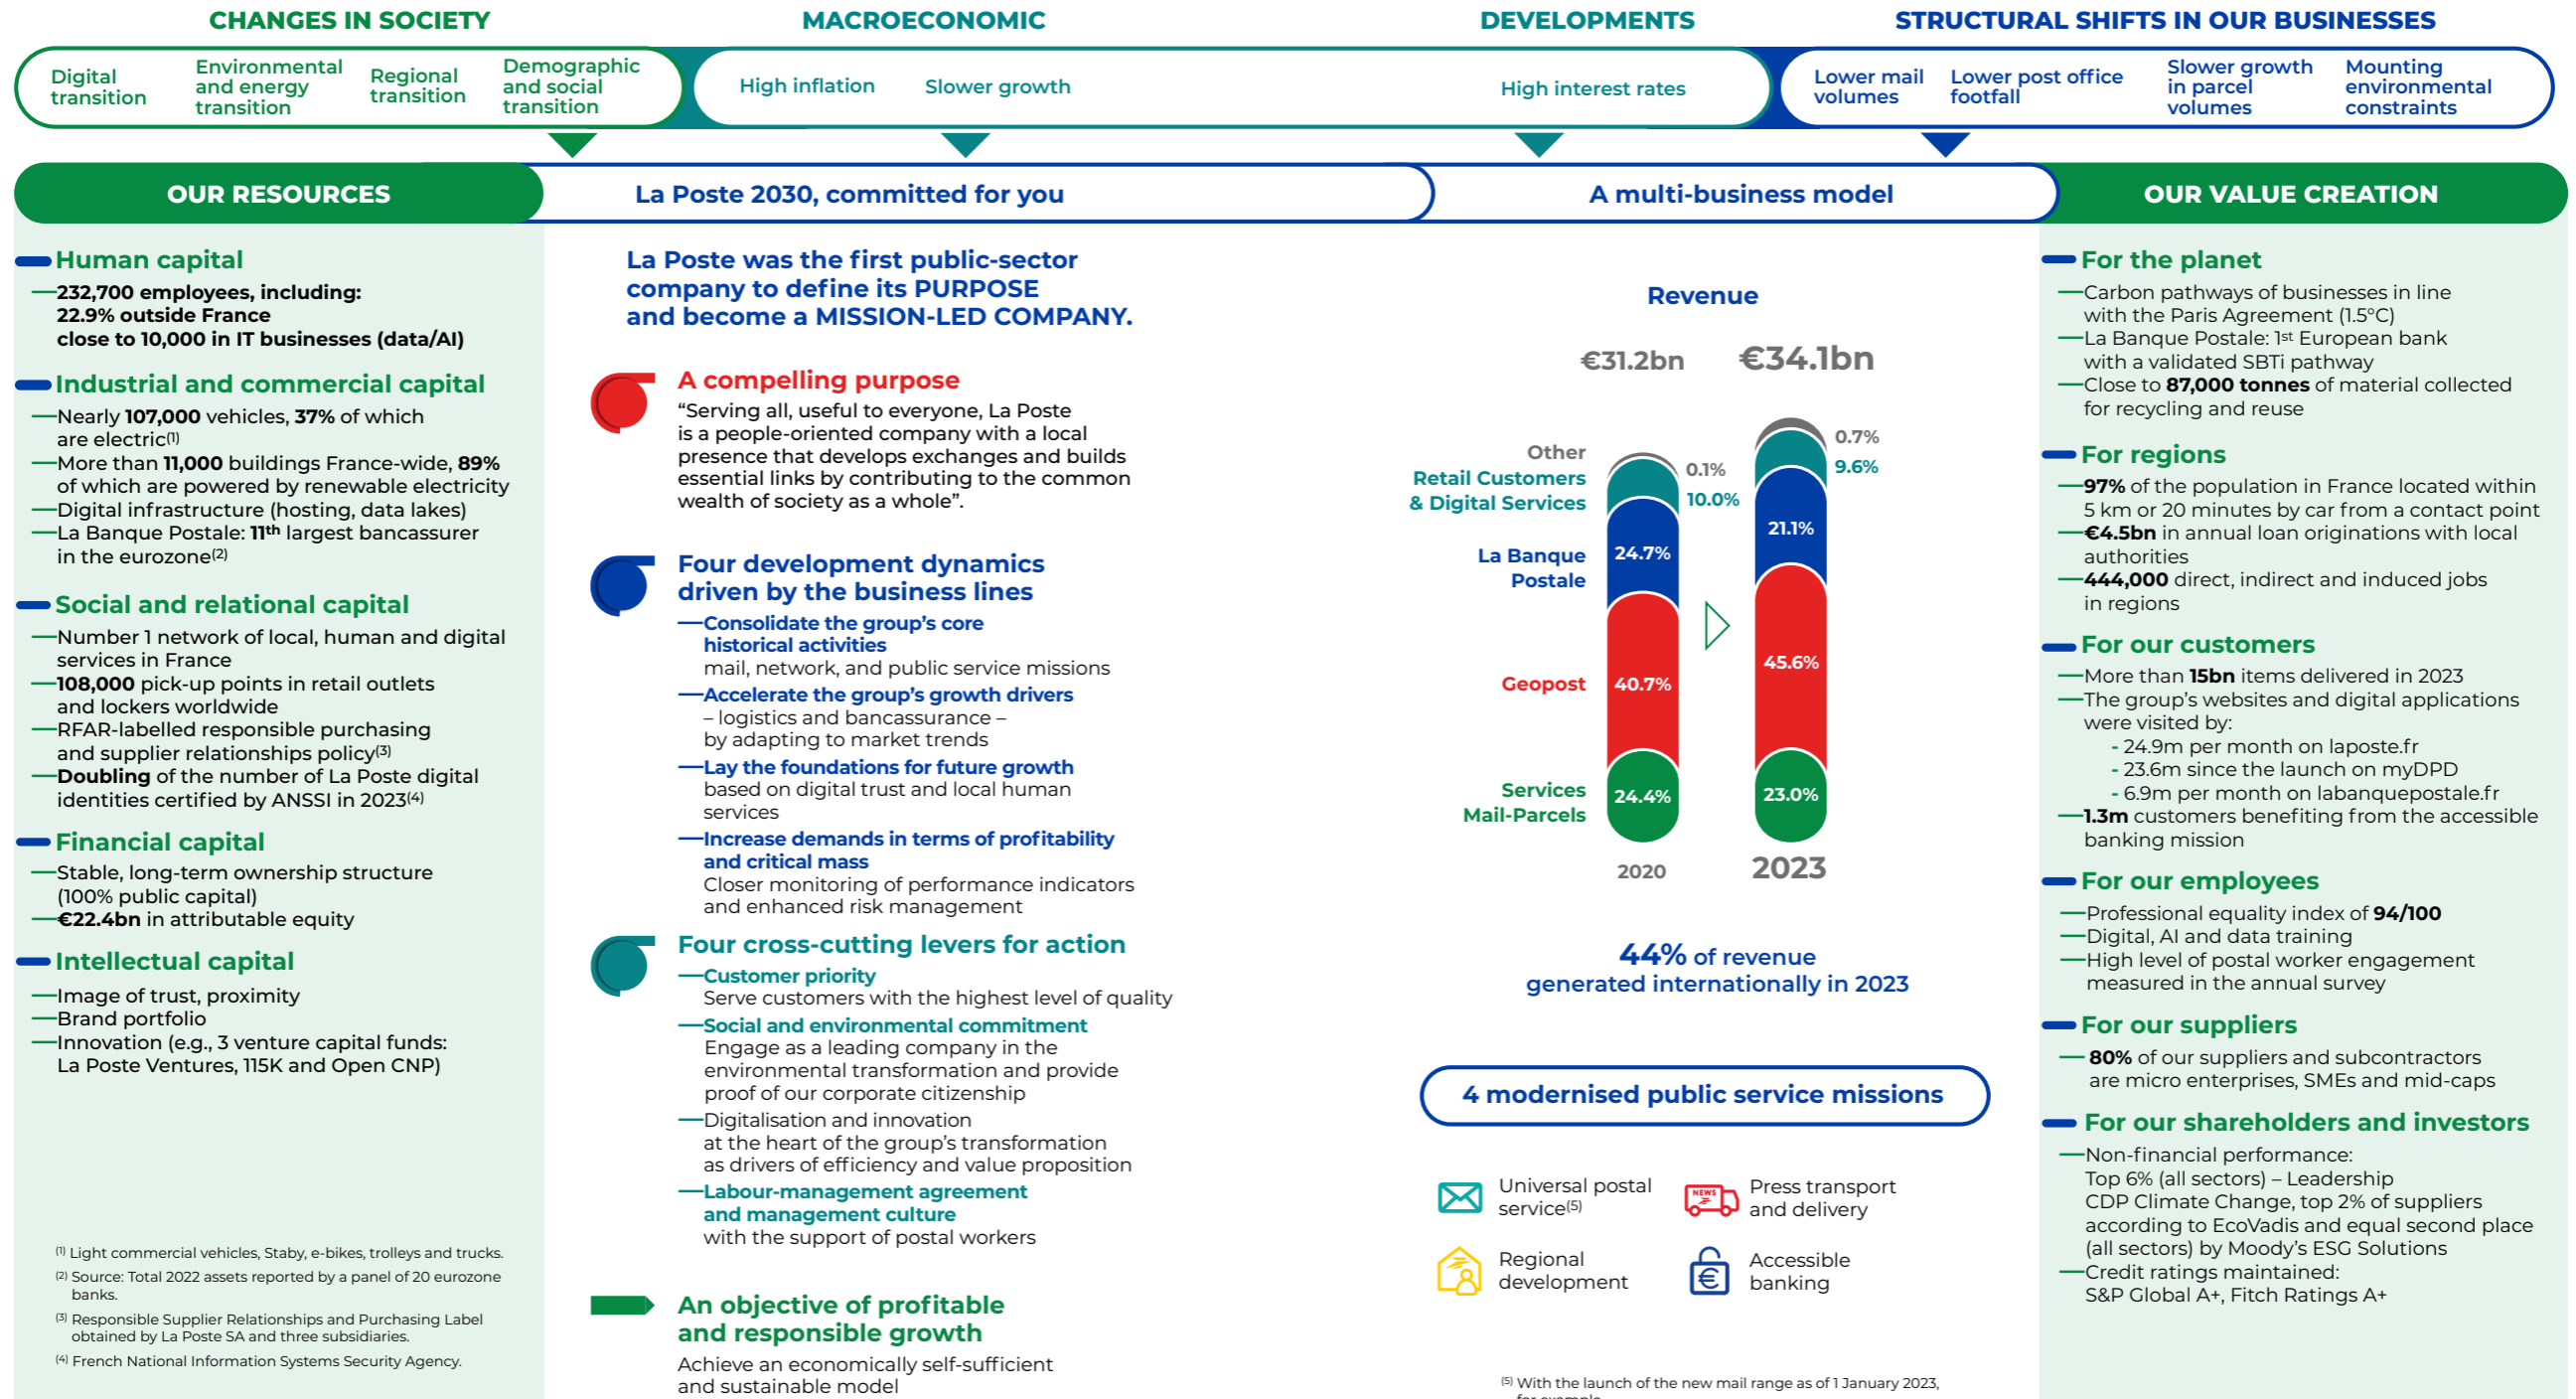 CHANGES IN SOCIETY
MACROECONOMIC
DEVELOPMENTS
STRUCTURAL SHIFTS IN OUR BUSINESSES
Digital
transition
Environmental
and energy
transition
Regional
transition
Demographic
and social
transition
High inflation
Slower growth
High interest rates
Lower mail
volumes
Lower post office
footfall
Slower growth
in parcel
volumes
Mounting
environmental
constraints
OUR RESOURCES
Human capital
232,700 employees, including:
22.9% outside France
close to 10,000 in IT businesses (data/AI)
Industrial and commercial capital
Nearly 107,000 vehicles, 37% of which
are electric(1)
More than 11,000 buildings France-wide, 89%
of which are powered by renewable electricity
Digital infrastructure (hosting, data lakes)
La Banque Postale: 11th largest bancassurer
in the eurozone(2)
Social and relational capital
Number 1 network of local, human and digital
services in France
108,000 pick-up points in retail outlets
and lockers worldwide
RFAR-labelled responsible purchasing
and supplier relationships policy(3)
Doubling of the number of La Poste digital
identities certified by ANSSI in 2023(4)
Financial capital
Stable, long-term ownership structure
(100% public capital)
€22.4bn in attributable equity
Intellectual capital
Image of trust, proximity
Brand portfolio
Innovation (e.g., 3 venture capital funds:
La Poste Ventures, 115K and Open CNP)
(1) Light commercial vehicles, Staby, e-bikes, trolleys and trucks.
(2) Source: Total 2022 assets reported by a panel of 20 eurozone
banks.
(3) Responsible Supplier Relationships and Purchasing Label
obtained by La Poste SA and three subsidiaries.
(4) French National Information Systems Security Agency.
La Poste 2030, committed for you
La Poste was the first public-sector
company to define its PURPOSE
and become a MISSION-LED COMPANY.
A compelling purpose
“Serving all, useful to everyone, La Poste
is a people-oriented company with a local
presence that develops exchanges and builds
essential links by contributing to the common
wealth of society as a whole”.
Four development dynamics
driven by the business lines
Consolidate the group’s core
historical activities
mail, network, and public service missions
Accelerate the group’s growth drivers
– logistics and bancassurance –
by adapting to market trends
Lay the foundations for future growth
based on digital trust and local human
services
Increase demands in terms of profitability
and critical mass
Closer monitoring of performance indicators
and enhanced risk management
Four cross-cutting levers for action
Customer priority
Serve customers with the highest level of quality
Social and environmental commitment
Engage as a leading company in the
environmental transformation and provide
proof of our corporate citizenship
Digitalisation and innovation
at the heart of the group’s transformation
as drivers of efficiency and value proposition
Labour-management agreement
and management culture
with the support of postal workers
An objective of profitable
and responsible growth
Achieve an economically self-sufficient
and sustainable model
A multi-business model
Revenue
€31.2bn
€34.1bn
Other
0.1%
0.7%
Retail Customers
& Digital Services
10.0%
9.6%
La Banque
Postale
24.7%
21.1%
Geopost
40.7%
45.6%
Services
Mail-Parcels
24.4%
23.0%
2020
2023
44% of revenue
generated internationally in 2023
4 modernised public service missions
Universal postal
service(5)
NEWS
Press transport
and delivery
Regional
development
€
Accessible
banking
(5) With the launch of the new mail range as of 1 January 2023,
for example
OUR VALUE CREATION
For the planet
Carbon pathways of businesses in line
with the Paris Agreement (1.5°C)
La Banque Postale: 1st European bank
with a validated SBTi pathway
Close to 87,000 tonnes of material collected
for recycling and reuse
For regions
97% of the population in France located within
5 km or 20 minutes by car from a contact point
€4.5bn in annual loan originations with local
authorities
444,000 direct, indirect and induced jobs
in regions
For our customers
More than 15bn items delivered in 2023
The group’s websites and digital applications
were visited by:
- 24.9m per month on laposte.fr
- 23.6m since the launch on myDPD
- 6.9m per month on labanquepostale.fr
1.3m customers benefiting from the accessible
banking mission
For our employees
Professional equality index of 94/100
Digital, AI and data training
High level of postal worker engagement
measured in the annual survey
For our suppliers
80% of our suppliers and subcontractors
are micro enterprises, SMEs and mid-caps
For our shareholders and investors
Non-financial performance:
Top 6% (all sectors) – Leadership
CDP Climate Change, top 2% of suppliers
according to EcoVadis and equal second place
(all sectors) by Moody’s ESG Solutions
Credit ratings maintained:
S&P Global A+, Fitch Ratings A+